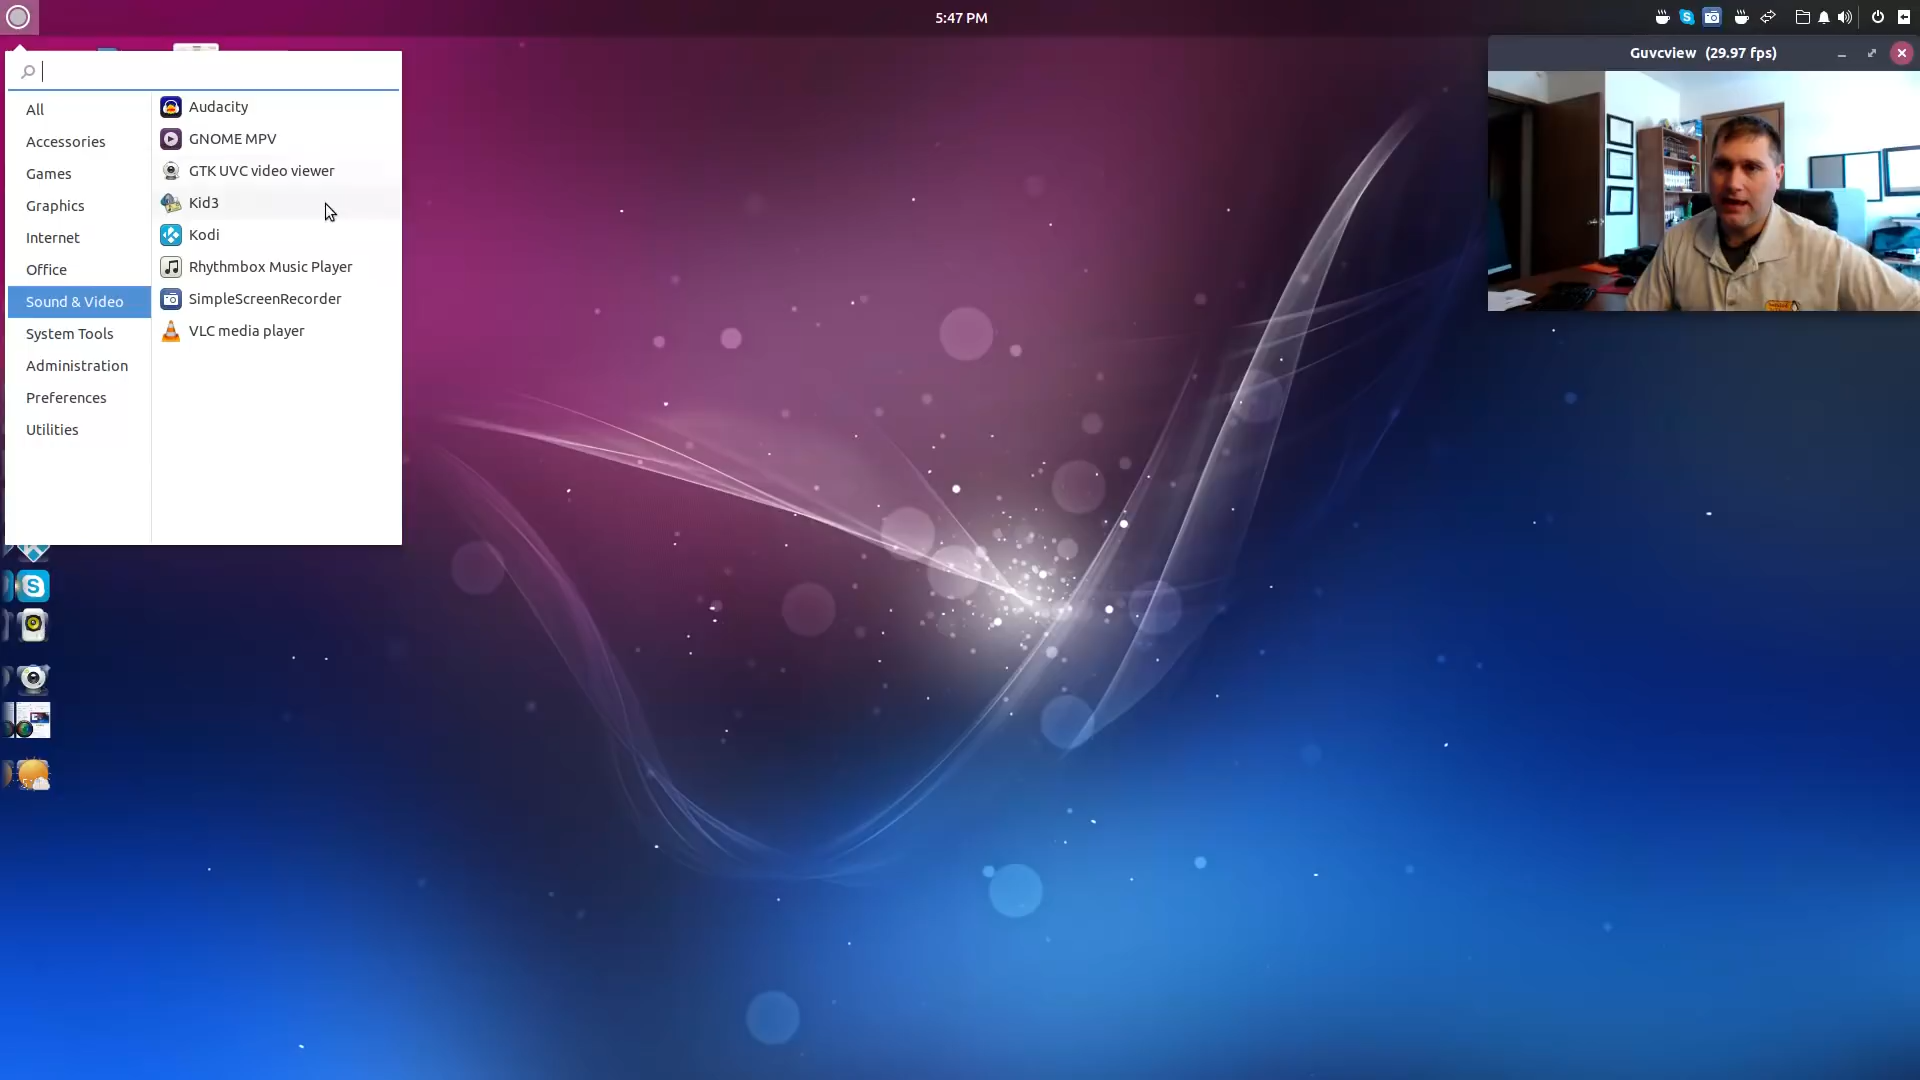 5:47 PM
Guvcview (29.97 fps)
All
Accessories
Games
Graphics
Internet
Office
Sound & Video
System Tools
Administration
Preferences
Utilities
Audacity
GNOME MPV
GTK UVC video viewer
Kid3
Kodi
Rhythmbox Music Player
SimpleScreenRecorder
VLC media player